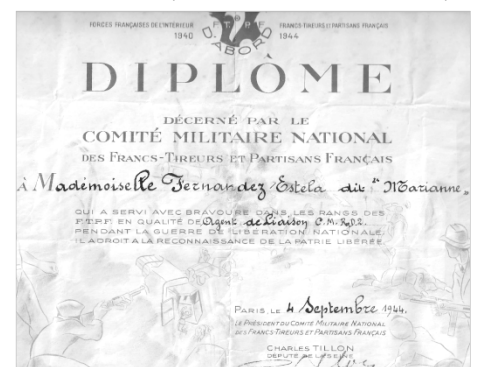 FORCES FRANÇAISES DE L'INTÉRIEUR
1940
F.T.P.F
D'ABORD
FRANCS-TIREURS ET PARTISANS FRANÇAIS
1944
DIPLÔME
DÉCERNÉ PAR LE
COMITÉ MILITAIRE NATIONAL
DES FRANCS-TIREURS ET PARTISANS FRANÇAIS
À Mademoiselle Fernandez Estela dite "Marianne"
QUI A SERVI AVEC BRAVOURE DANS LES RANGS DES
F.T.P.F. EN QUALITÉ DE Agent de Liaison
PENDANT LA GUERRE DE LIBÉRATION NATIONALE.
IL A DROIT A LA RECONNAISSANCE DE LA PATRIE LIBÉRÉE.
PARIS, LE 4 Septembre 1944.
LE PRÉSIDENT DU COMITÉ MILITAIRE NATIONAL
DES FRANCS-TIREURS ET PARTISANS FRANÇAIS
CHARLES TILLON
DÉPUTÉ DE LA SEINE